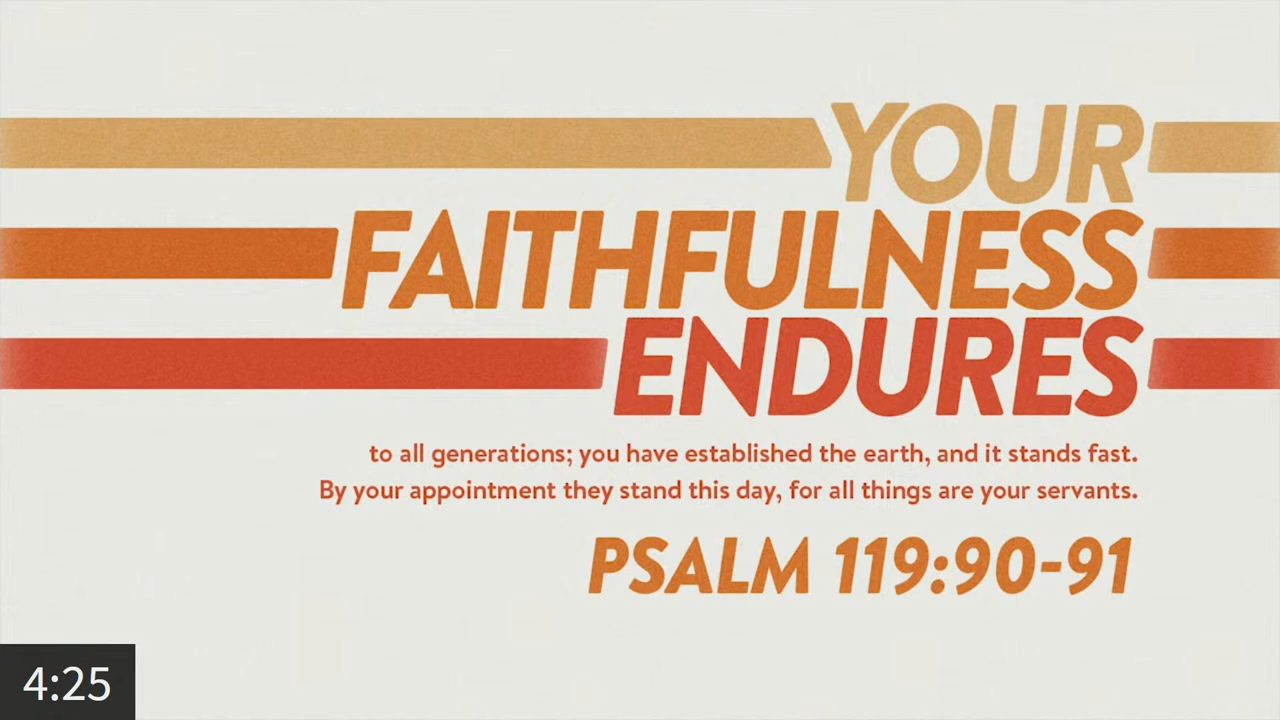 YOUR
FAITHFULNESS
ENDURES
to all generations; you have established the earth, and it stands fast.
By your appointment they stand this day, for all things are your servants.
PSALM 119:90-91
4:25